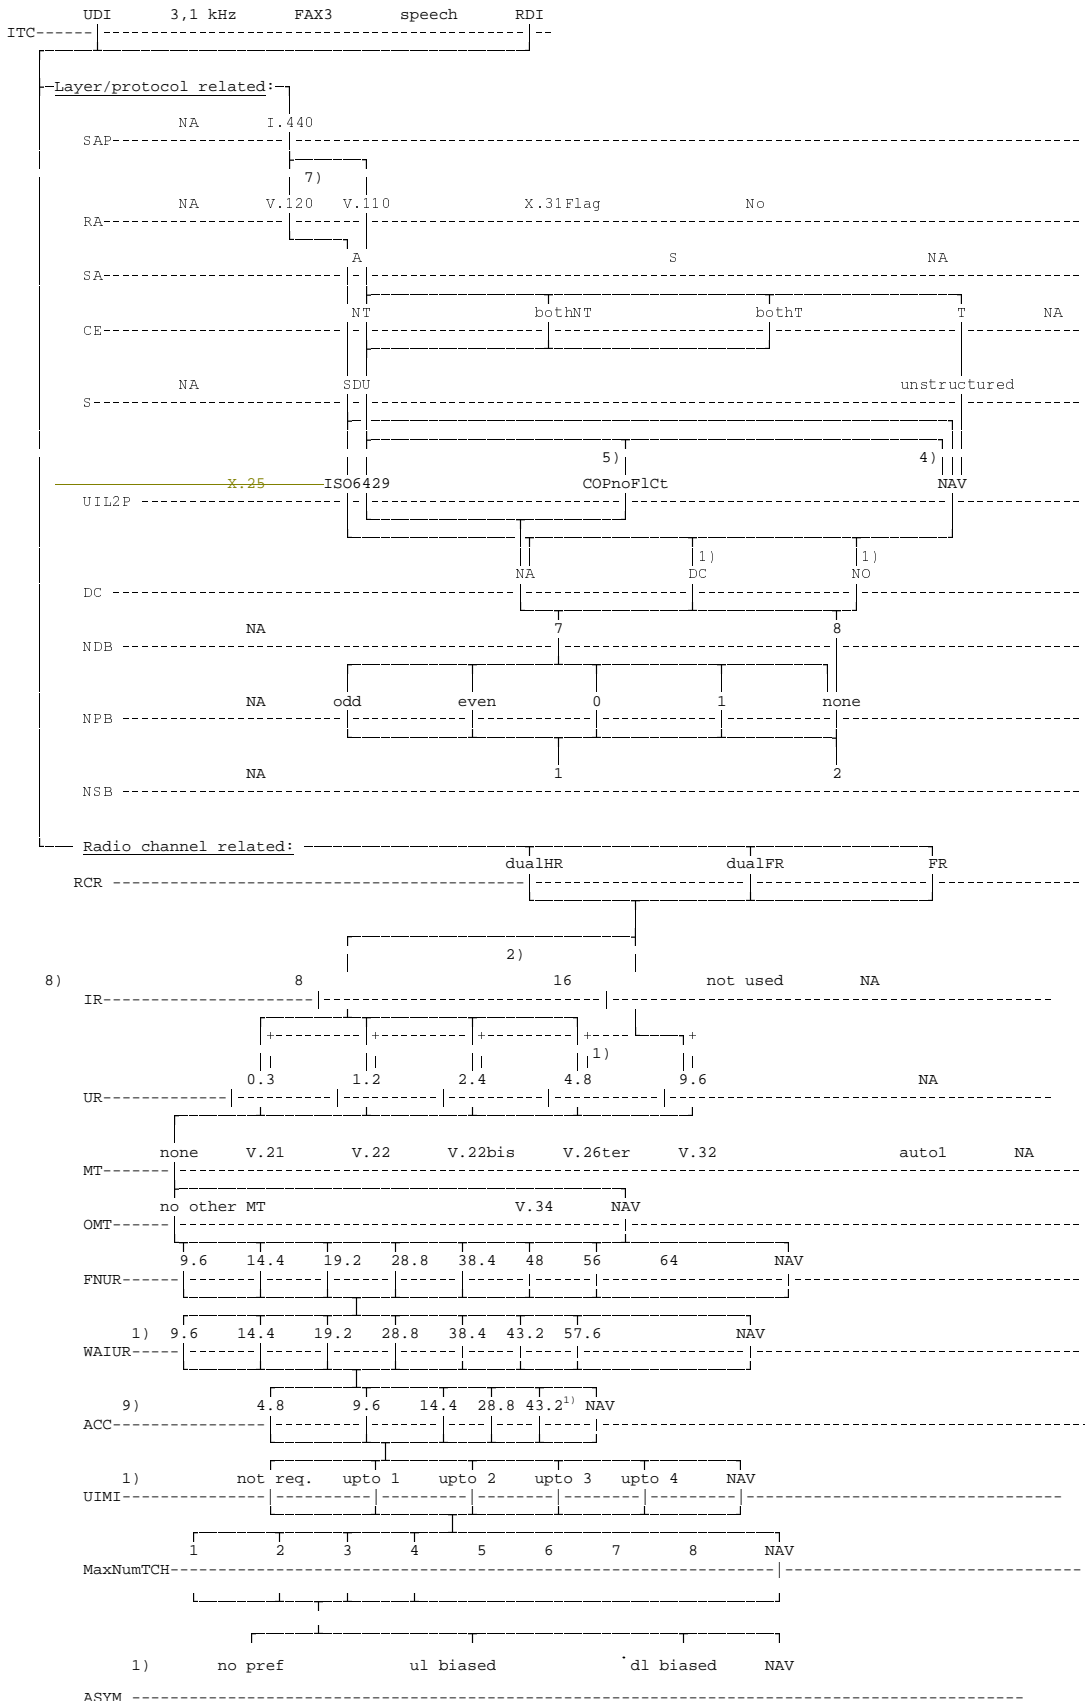 UDI 3,1 kHz FAX3 speech RDI
ITC
Layer/protocol related:
NA I.440
SAP
7)
NA V.120 V.110 X.31Flag No
RA
A S NA
SA
NT bothNT bothT T NA
CE
NA SDU unstructured
S
5) 4)
X.25 ISO6429 COPnoFlCt NAV
UIL2P
1) 1)
NA DC NO
DC
NA 7 8
NDB
NA odd even 0 1 none
NPB
NA 1 2
NSB
Radio channel related:
dualHR dualFR FR
RCR
2)
8) 8 16 not used NA
IR
1)
0.3 1.2 2.4 4.8 9.6 NA
UR
none V.21 V.22 V.22bis V.26ter V.32 auto1 NA
MT
no other MT V.34 NAV
OMT
9.6 14.4 19.2 28.8 38.4 48 56 64 NAV
FNUR
1) 9.6 14.4 19.2 28.8 38.4 43.2 57.6 NAV
WAIUR
9) 4.8 9.6 14.4 28.8 43.2 1) NAV
ACC
1) not req. upto 1 upto 2 upto 3 upto 4 NAV
UIMI
1 2 3 4 5 6 7 8 NAV
MaxNumTCH
1) no pref ul biased dl biased NAV
ASYM